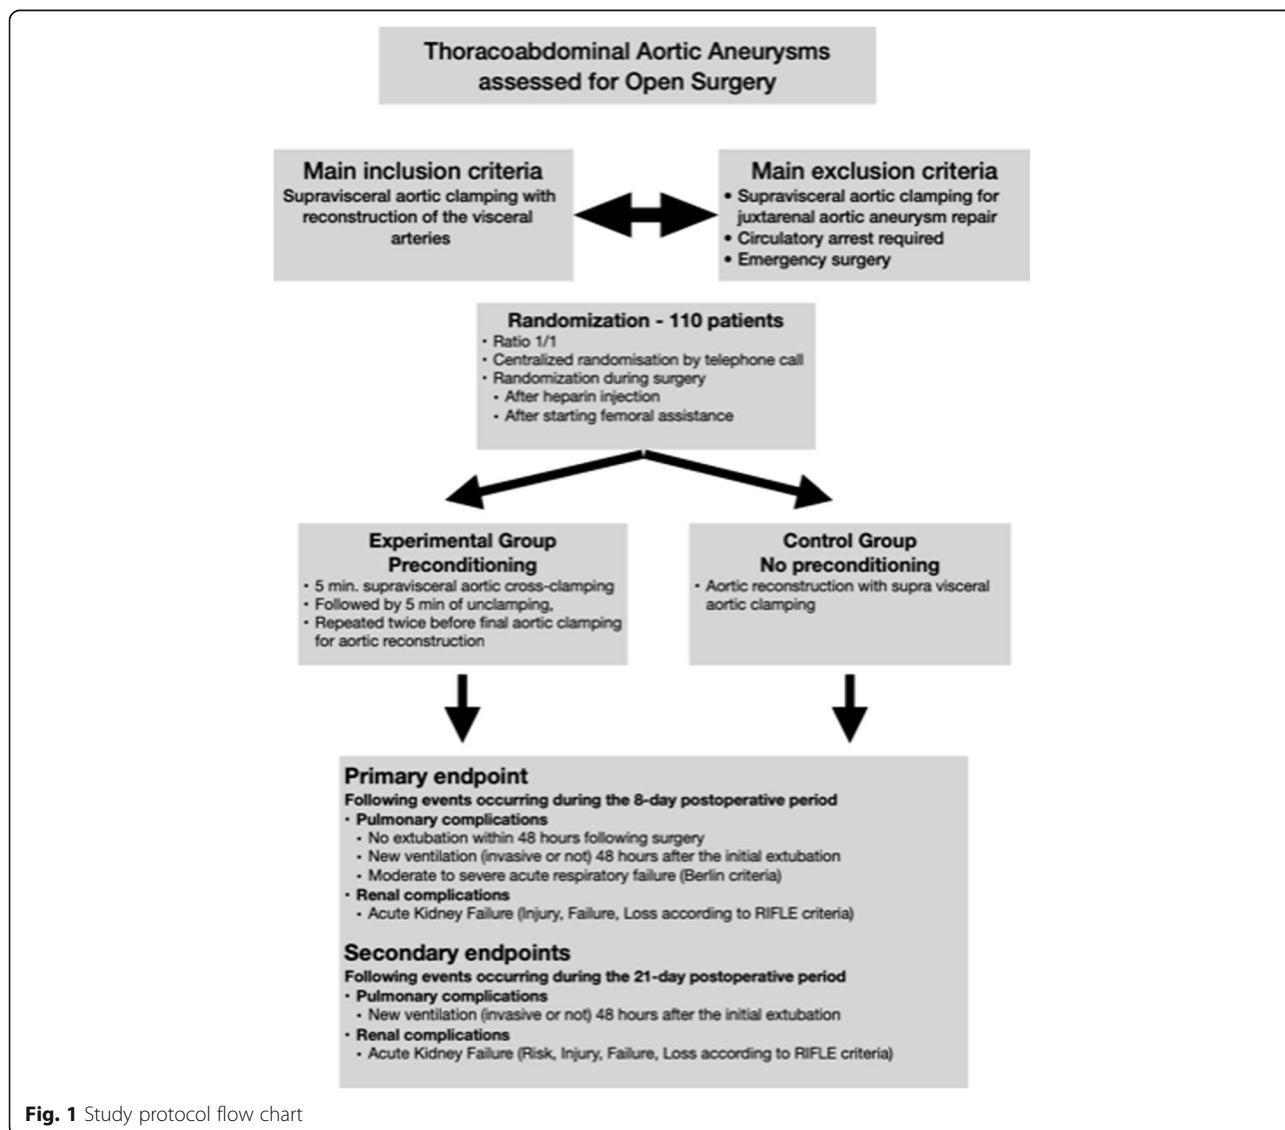 Thoracoabdominal Aortic Aneurysms
assessed for Open Surgery
Main inclusion criteria
Supravisceral aortic clamping with
reconstruction of the visceral
arteries
Main exclusion criteria
• Supravisceral aortic clamping for
juxtarenal aortic aneurysm repair
• Circulatory arrest required
• Emergency surgery
Randomization - 110 patients
• Ratio 1/1
• Centralized randomisation by telephone call
• Randomization during surgery
• After heparin injection
• After starting femoral assistance
Experimental Group
Preconditioning
• 5 min. supravisceral aortic cross-clamping
• Followed by 5 min of unclamping,
• Repeated twice before final aortic clamping
for aortic reconstruction
Control Group
No preconditioning
• Aortic reconstruction with supra visceral
aortic clamping
Primary endpoint
Following events occurring during the 8-day postoperative period
• Pulmonary complications
• No extubation within 48 hours following surgery
• New ventilation (invasive or not) 48 hours after the initial extubation
• Moderate to severe acute respiratory failure (Berlin criteria)
• Renal complications
• Acute Kidney Failure (Injury, Failure, Loss according to RIFLE criteria)
Secondary endpoints
Following events occurring during the 21-day postoperative period
• Pulmonary complications
• New ventilation (invasive or not) 48 hours after the initial extubation
• Renal complications
• Acute Kidney Failure (Risk, Injury, Failure, Loss according to RIFLE criteria)
Fig. 1 Study protocol flow chart